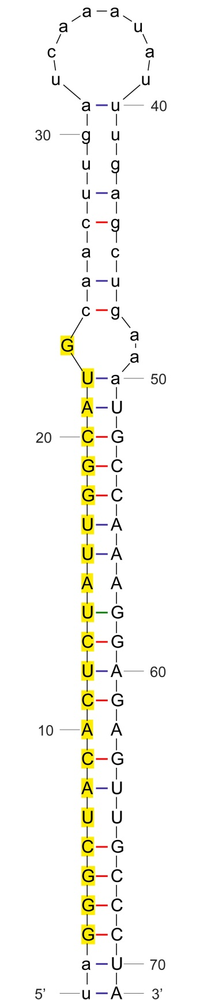 a a
a u
c a
u u
a u 40
30 g u
u g
u a
c g
a c
a u
c g
G a
a
U a 50
A U
20 C G
G C
G C
U A
U A
A A
U G
C G
U A 60
C G
10 A A
C G
A U
U U
C G
G C
G C
G C
a U 70
5’ u A 3’